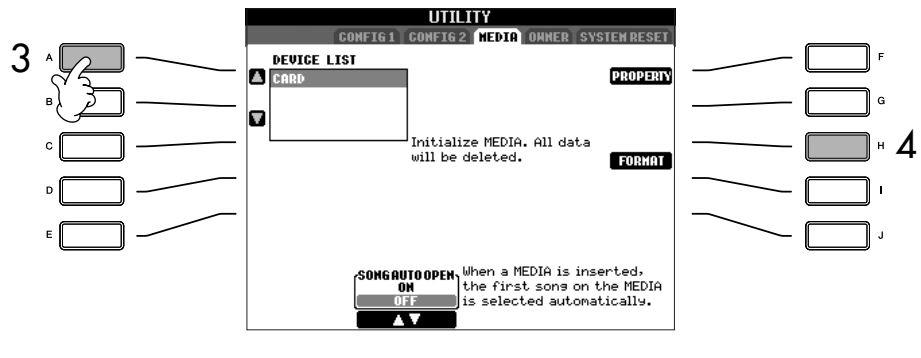 UTILITY
CONFIG 1 CONFIG 2 MEDIA OWNER SYSTEM RESET
3
A
B
C
D
E
DEVICE LIST
CARD
PROPERTY
Initialize MEDIA. All data
will be deleted.
FORMAT
SONG AUTO OPEN
ON
OFF
When a MEDIA is inserted,
the first song on the MEDIA
is selected automatically.
F
G
H 4
I
J